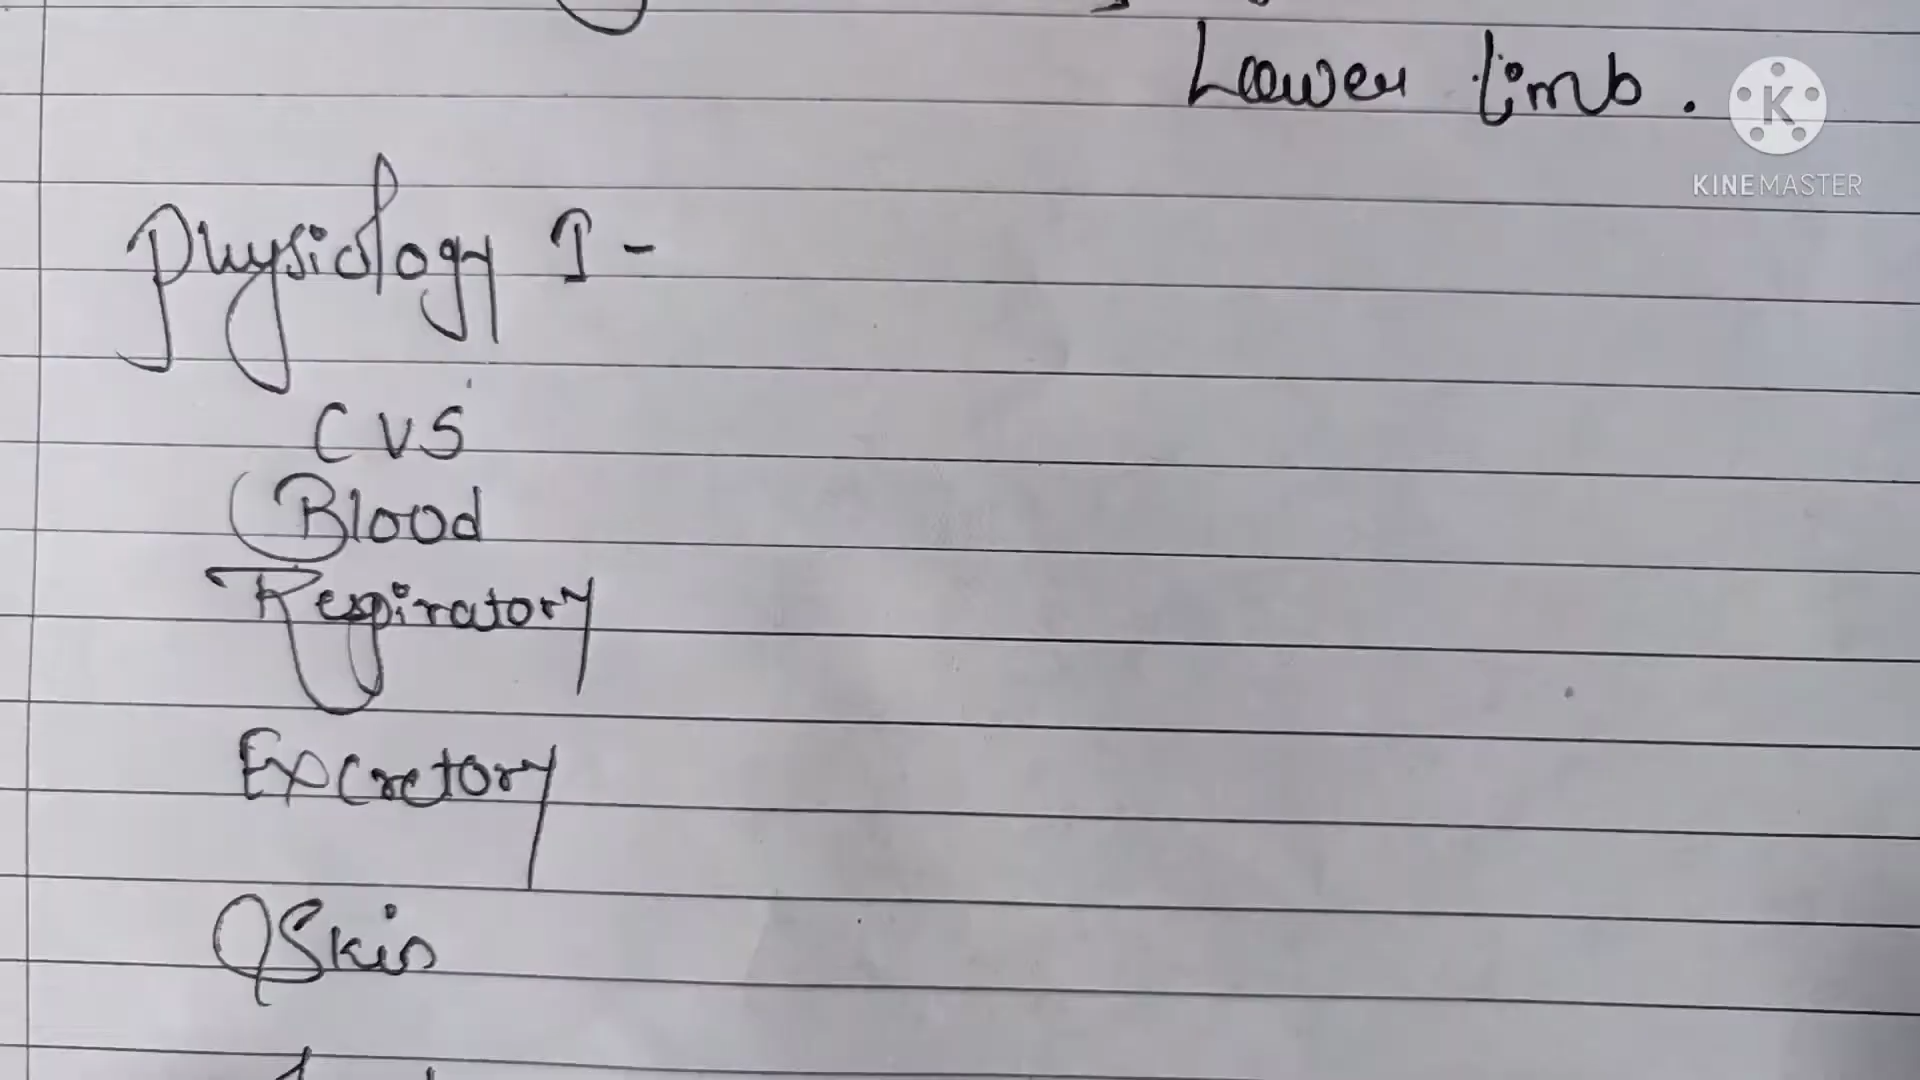 Lower limb.
KINEMASTER
Physiology I -
CVS
Blood
Respiratory
Excretory
Skin